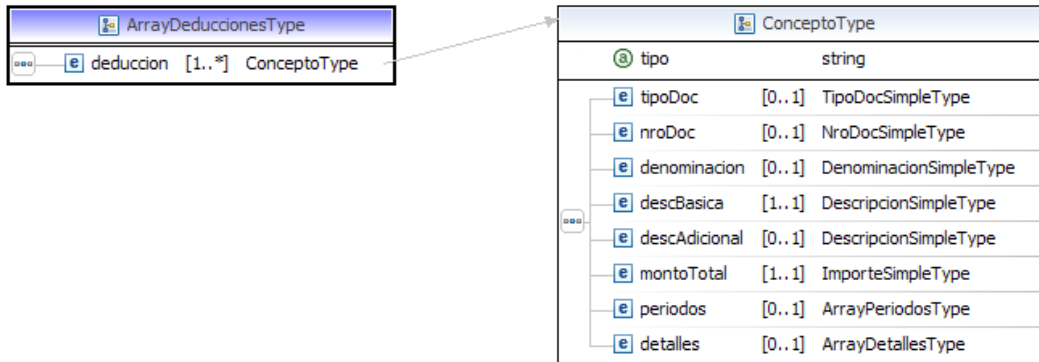 ArrayDeduccionesType
e deduccion [1..*] ConceptoType
ConceptoType
a tipo string
e tipoDoc [0..1] TipoDocSimpleType
e nroDoc [0..1] NroDocSimpleType
e denominacion [0..1] DenominacionSimpleType
e descBasica [1..1] DescripcionSimpleType
e descAdicional [0..1] DescripcionSimpleType
e montoTotal [1..1] ImporteSimpleType
e periodos [0..1] ArrayPeriodosType
e detalles [0..1] ArrayDetallesType